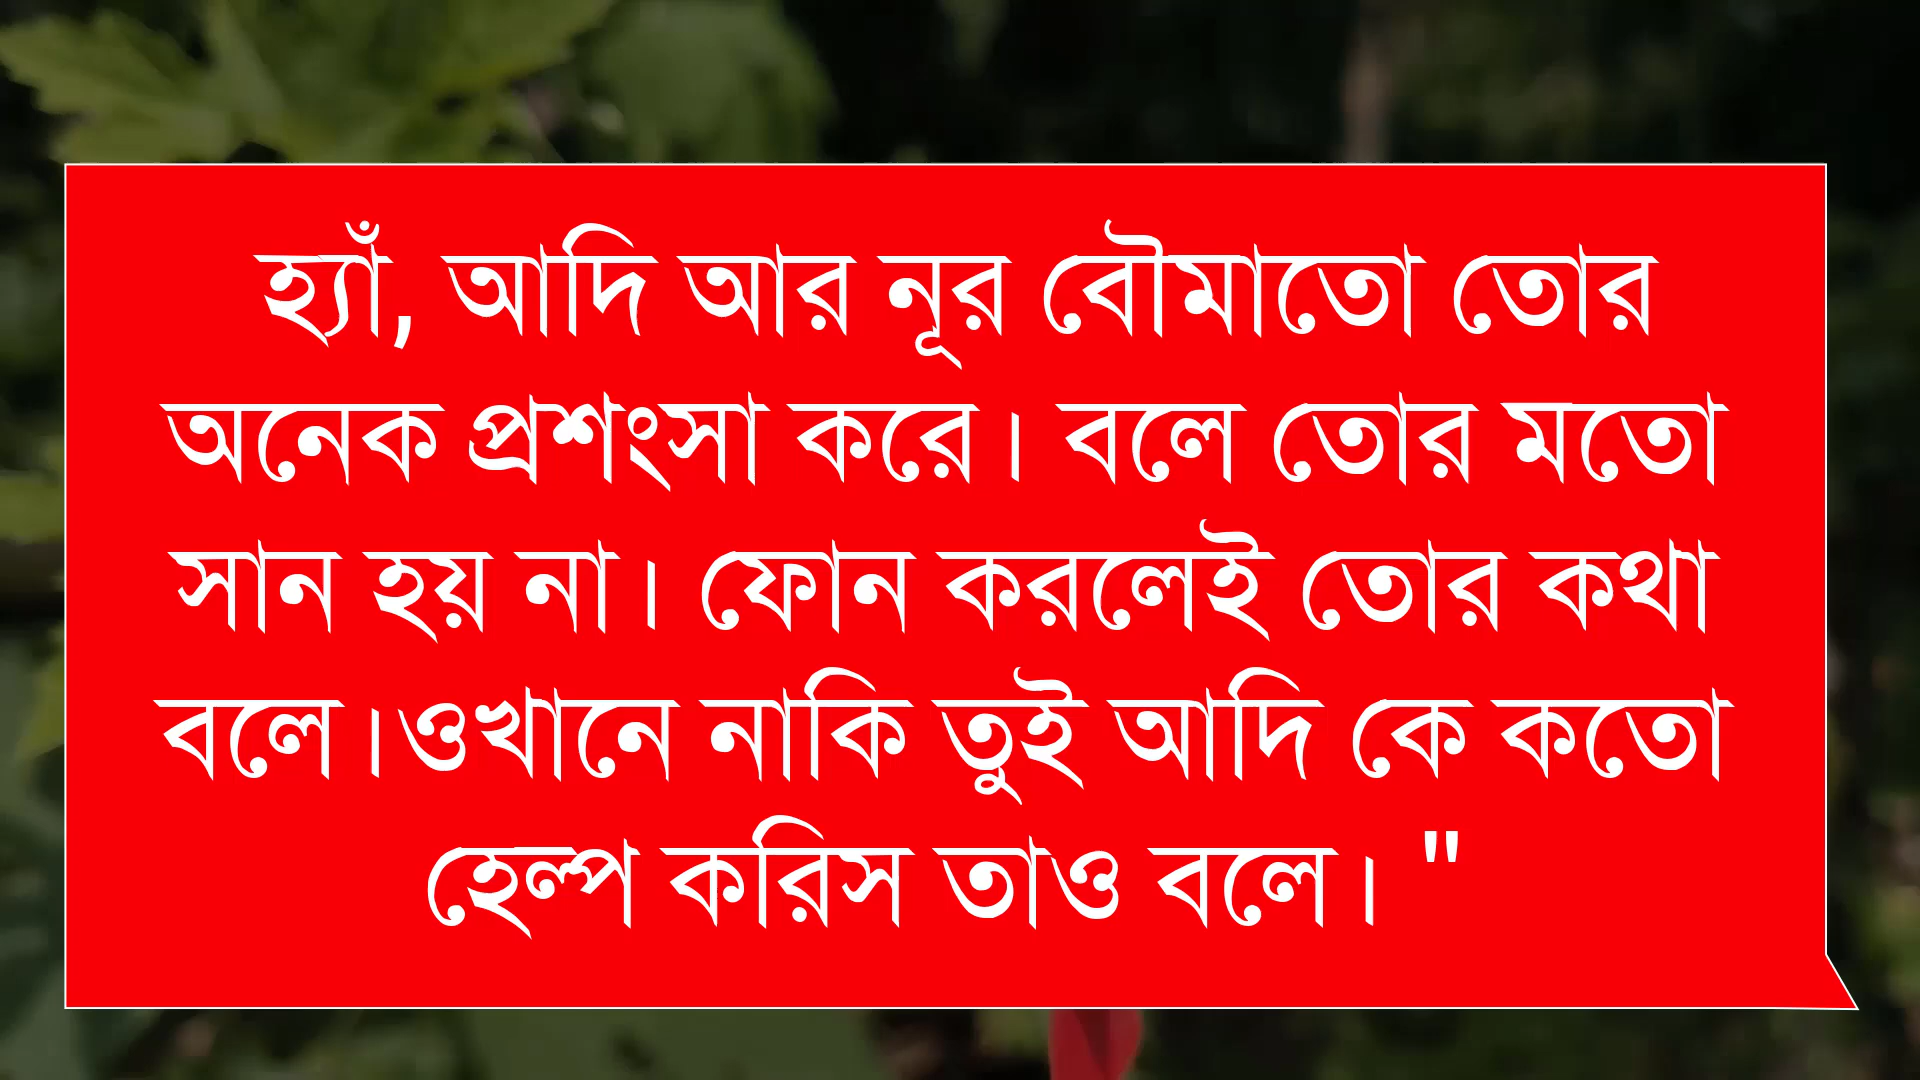 হ্যাঁ, আদি আর নূর বৌমাতো তোর
অনেক প্রশংসা করে। বলে তোর মতো
সান হয় না। ফোন করলেই তোর কথা
বলে।ওখানে নাকি তুই আদি কে কতো
হেল্প করিস তাও বলে। "